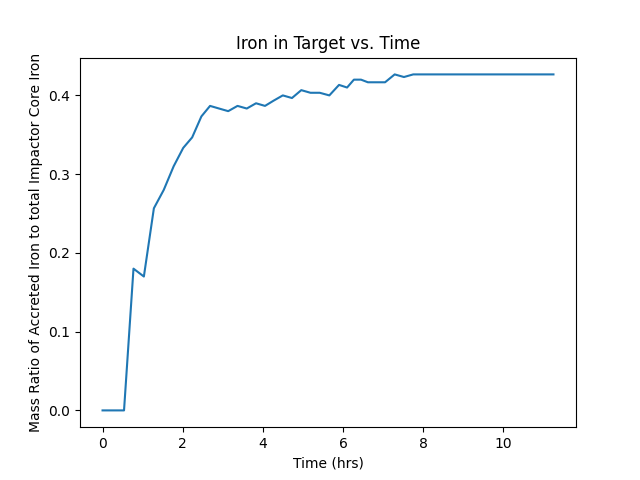 Iron in Target vs. Time
Mass Ratio of Accreted Iron to total Impactor Core Iron
0.4
0.3
0.2
0.1
0.0
0 2 4 6 8 10
Time (hrs)